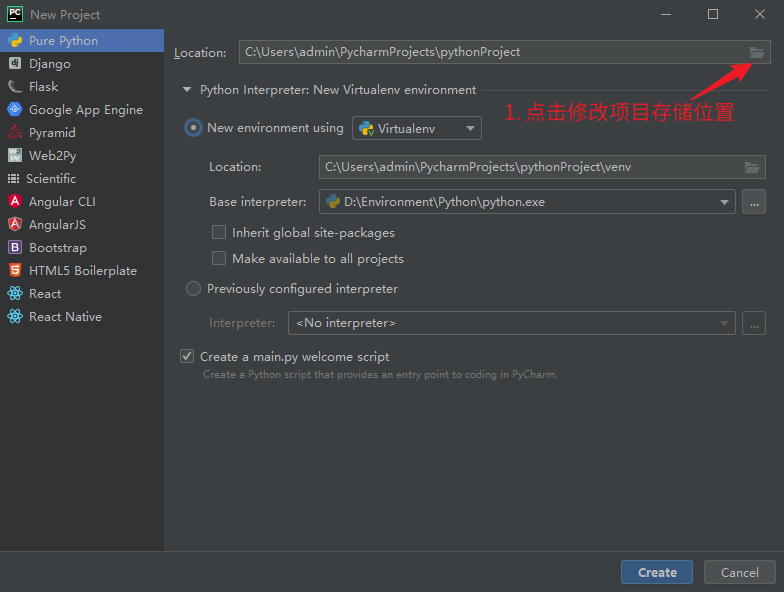 New Project
Pure Python
Django
Flask
Google App Engine
Pyramid
Web2Py
Scientific
Angular CLI
AngularJS
Bootstrap
HTML5 Boilerplate
React
React Native
Location: C:\Users\admin\PycharmProjects\pythonProject
Python Interpreter: New Virtualenv environment
1. 点击修改项目存储位置
New environment using Virtualenv
Location: C:\Users\admin\PycharmProjects\pythonProject\venv
Base interpreter: D:\Environment\Python\python.exe ...
Inherit global site-packages
Make available to all projects
Previously configured interpreter
Interpreter: <No interpreter> ...
Create a main.py welcome script
Create a Python script that provides an entry point to coding in PyCharm.
Create Cancel